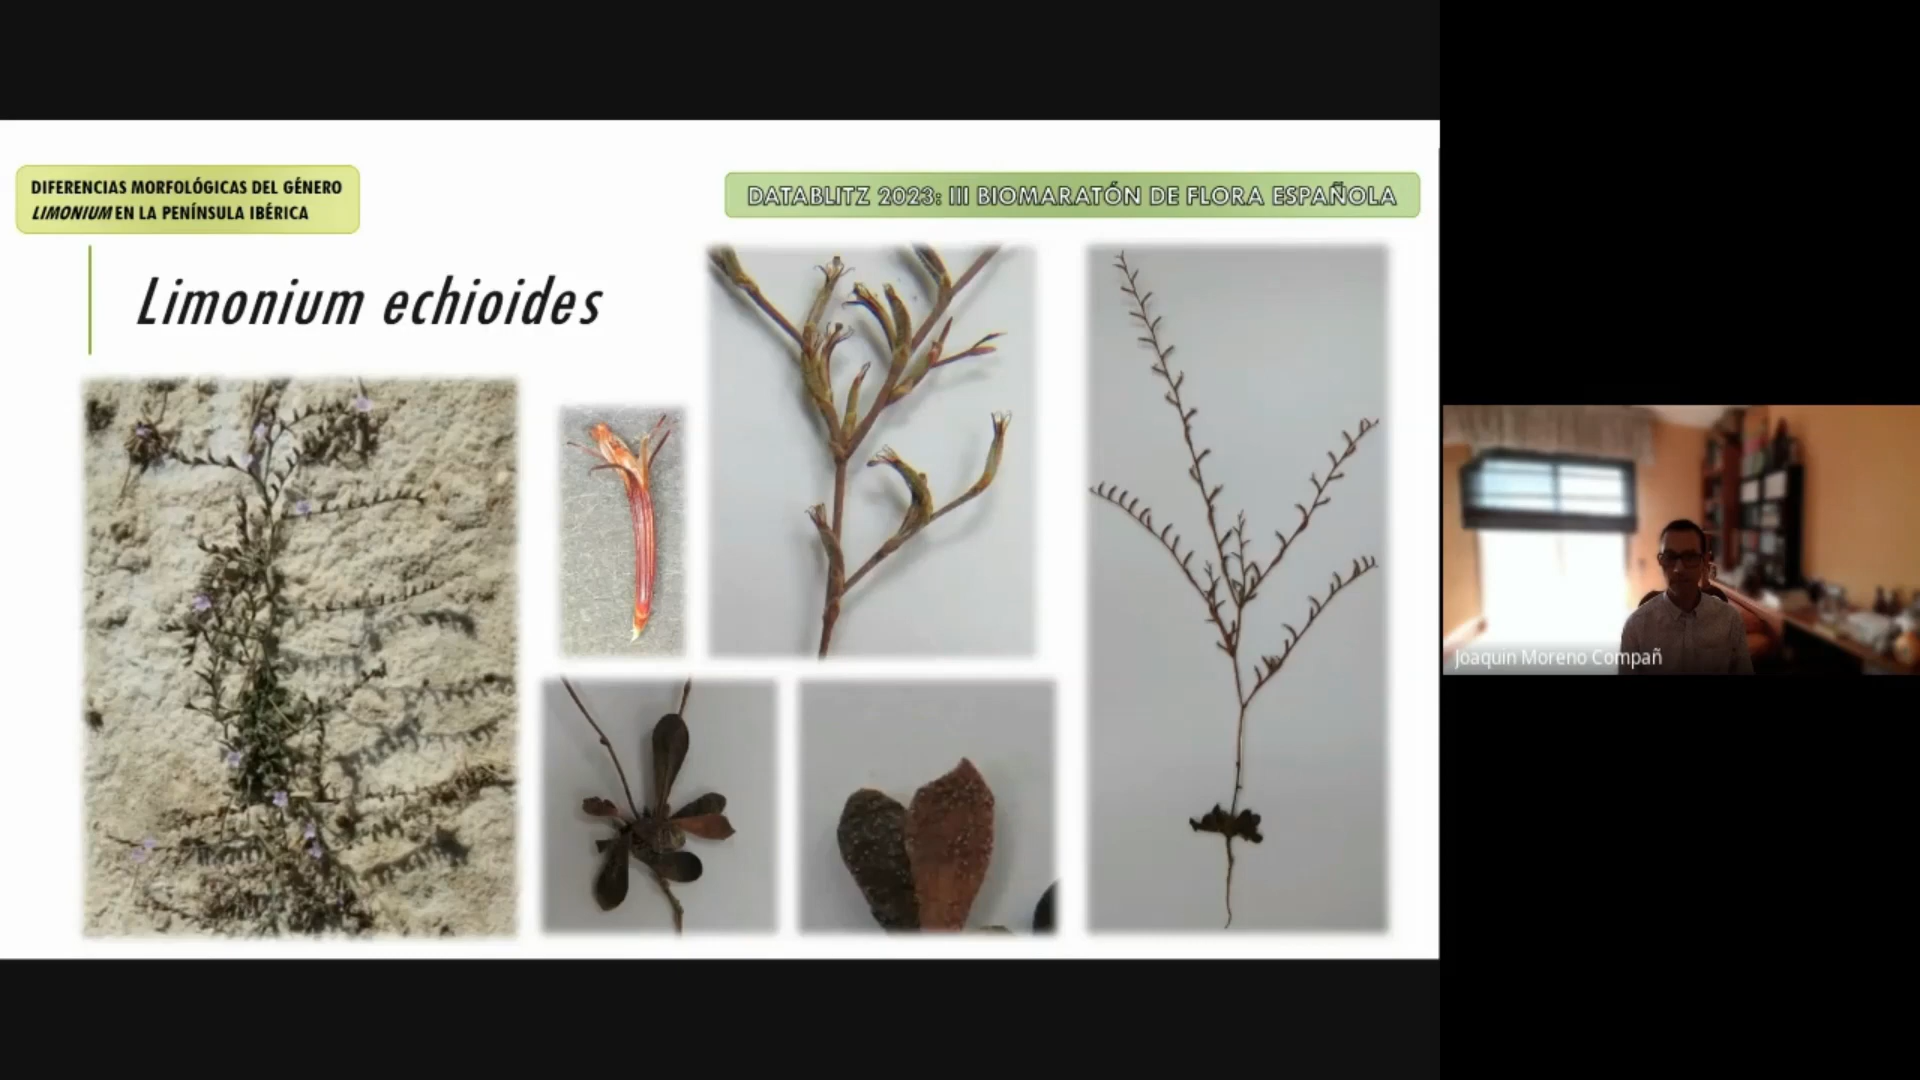 DIFERENCIAS MORFOLÓGICAS DEL GÉNERO
LIMONIUM EN LA PENÍNSULA IBÉRICA
DATABLITZ 2023: III BIOMARATÓN DE FLORA ESPAÑOLA
Limonium echioides
Joaquin Moreno Compañ